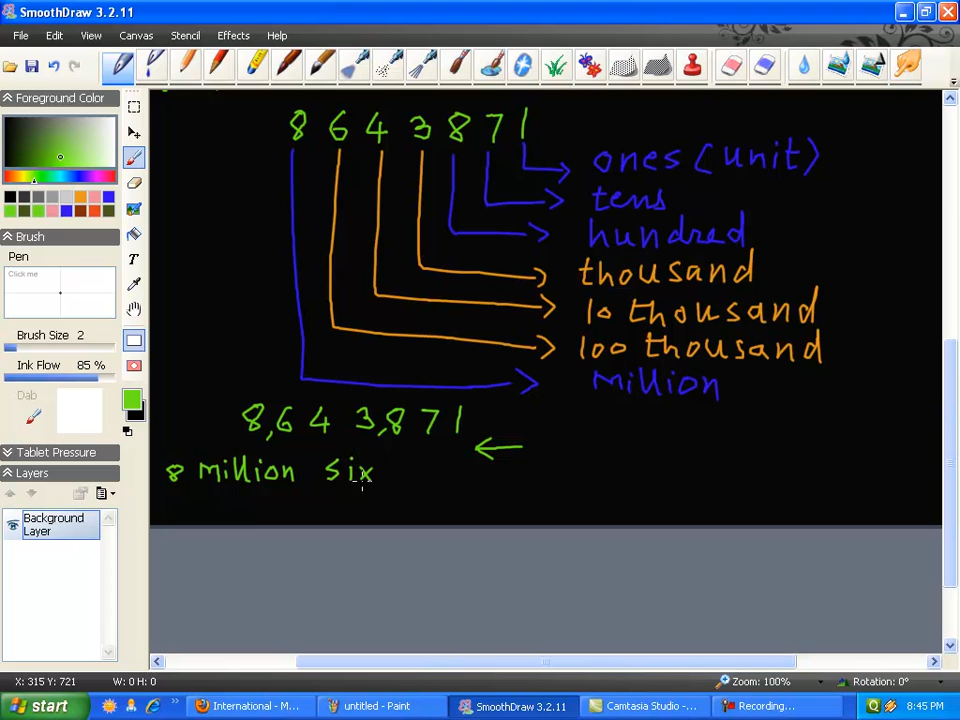 SmoothDraw 3.2.11
File Edit View Canvas Stencil Effects Help
Foreground Color
Brush
Pen
Click me
Brush Size 2
Ink Flow 85 %
Dab
Tablet Pressure
Layers
Background Layer
8 6 4 3 8 7 1
ones (unit)
tens
hundred
thousand
10 thousand
100 thousand
Million
8,6 4 3,8 7 1
8 Million six
X: 315 Y: 721 W: 0 H: 0 Zoom: 100% Rotation: 0°
start International - M... untitled - Paint SmoothDraw 3.2.11 Camtasia Studio -... Recording... 8:45 PM